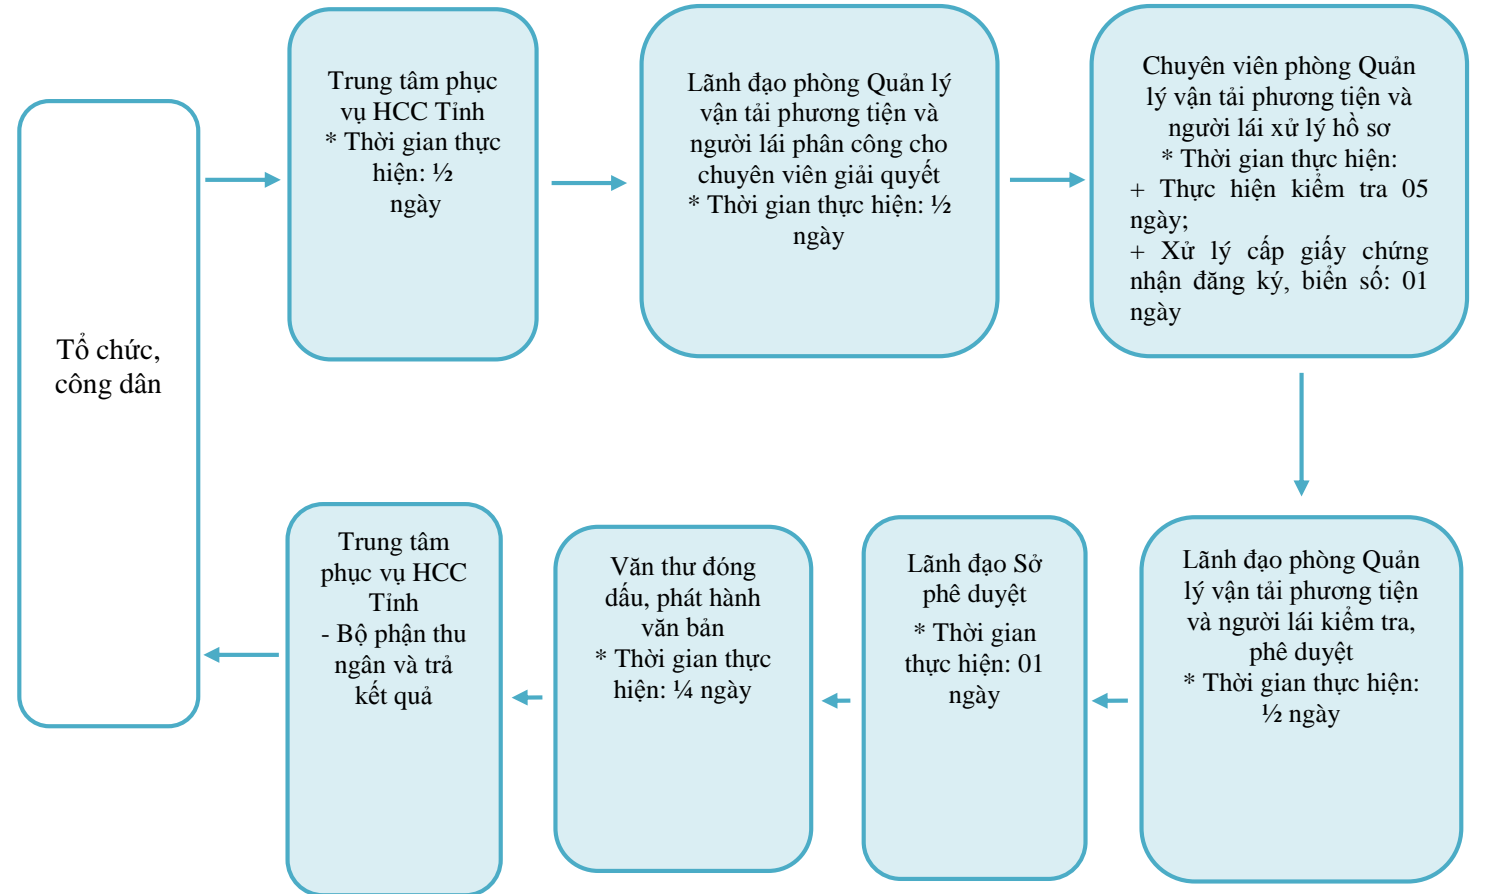 Tổ chức,
công dân
Trung tâm phục
vụ HCC Tỉnh
* Thời gian thực
hiện: ½
ngày
Lãnh đạo phòng Quản lý
vận tải phương tiện và
người lái phân công cho
chuyên viên giải quyết
* Thời gian thực hiện: ½
ngày
Chuyên viên phòng Quản
lý vận tải phương tiện và
người lái xử lý hồ sơ
* Thời gian thực hiện:
+ Thực hiện kiểm tra 05
ngày;
+ Xử lý cấp giấy chứng
nhận đăng ký, biển số: 01
ngày
Lãnh đạo phòng Quản
lý vận tải phương tiện
và người lái kiểm tra,
phê duyệt
* Thời gian thực hiện:
½ ngày
Lãnh đạo Sở
phê duyệt
* Thời gian
thực hiện: 01
ngày
Văn thư đóng
dấu, phát hành
văn bản
* Thời gian thực
hiện: ¼ ngày
Trung tâm
phục vụ HCC
Tỉnh
- Bộ phận thu
ngân và trả
kết quả